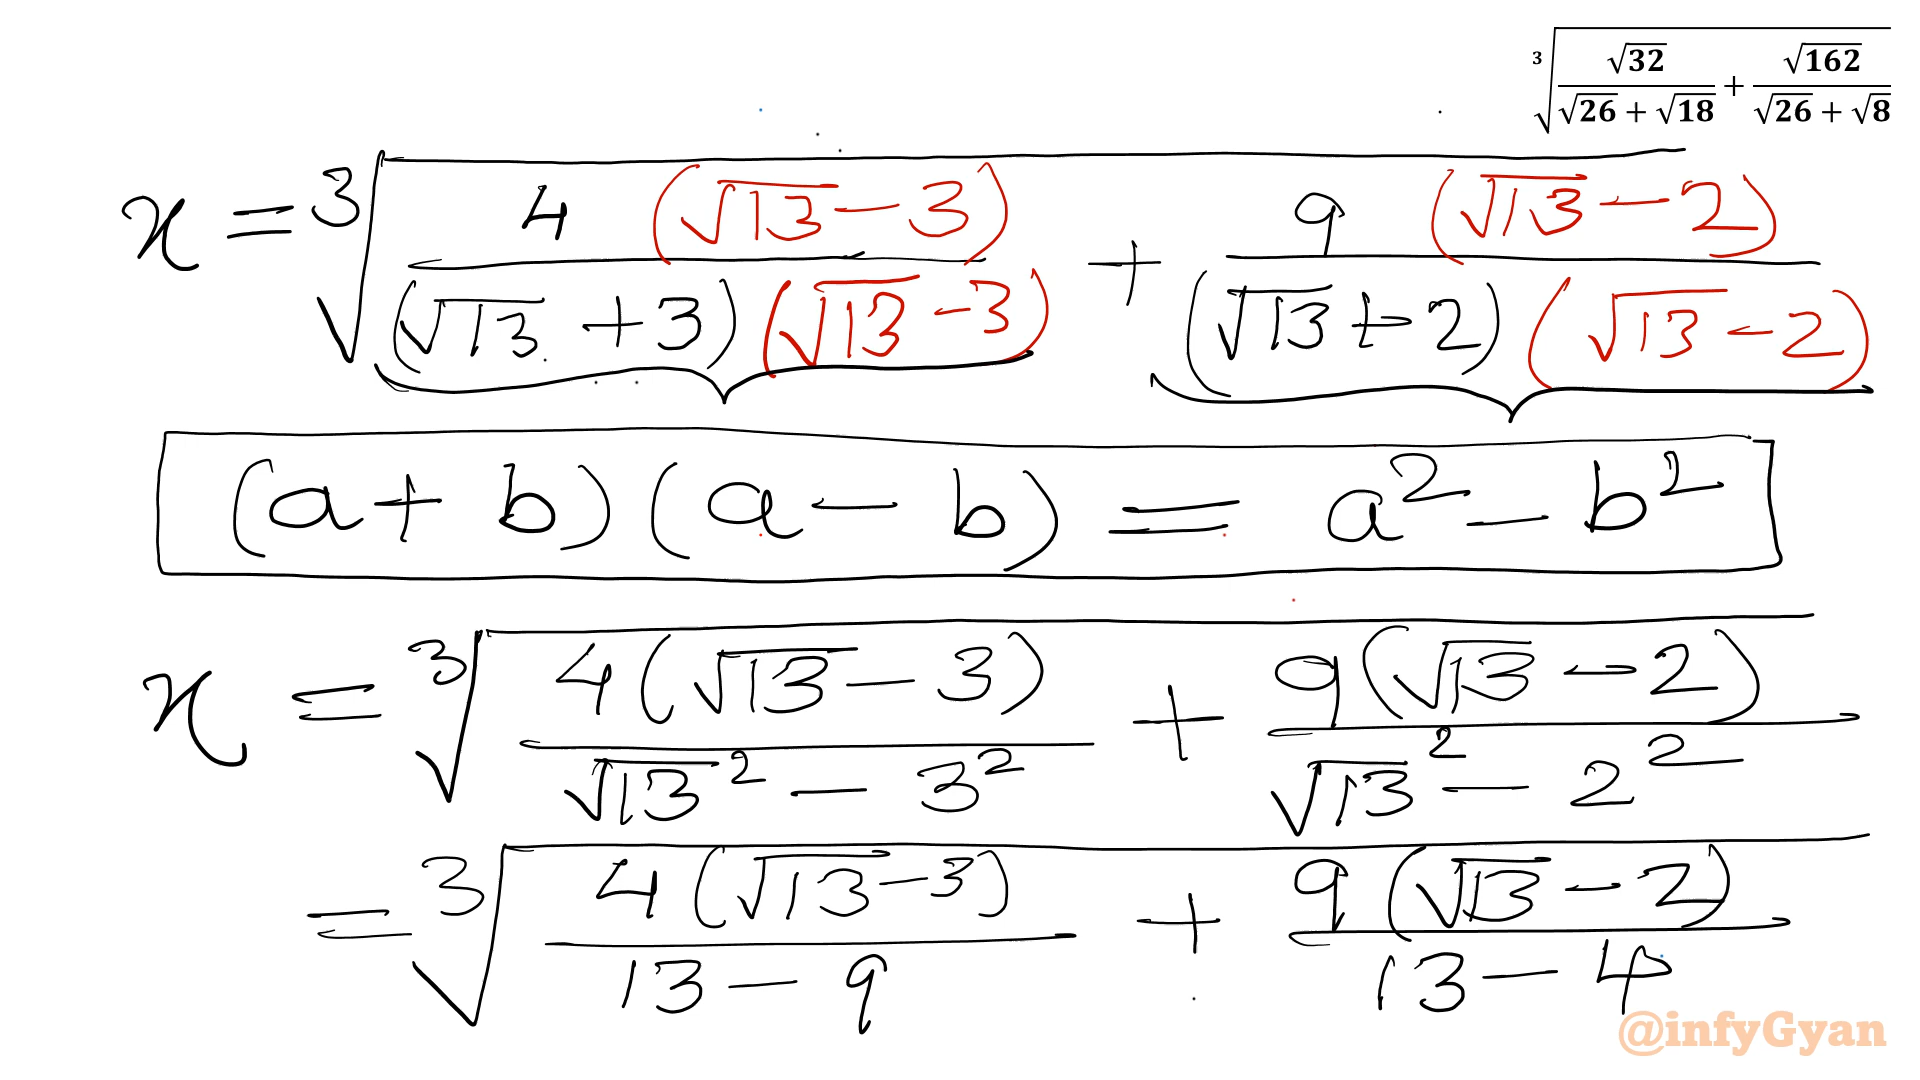 ∛(√32/(√26 + √18) + √162/(√26 + √8))
x = ∛(4 (√13 − 3)/((√13 + 3)(√13 − 3)) + 9 (√13 − 2)/((√13 + 2)(√13 − 2)))
(a + b)(a − b) = a² − b²
x = ∛(4(√13 − 3)/(√13² − 3²) + 9(√13 − 2)/(√13² − 2²))
= ∛(4(√13 − 3)/(13 − 9) + 9(√13 − 2)/(13 − 4))
@infyGyan